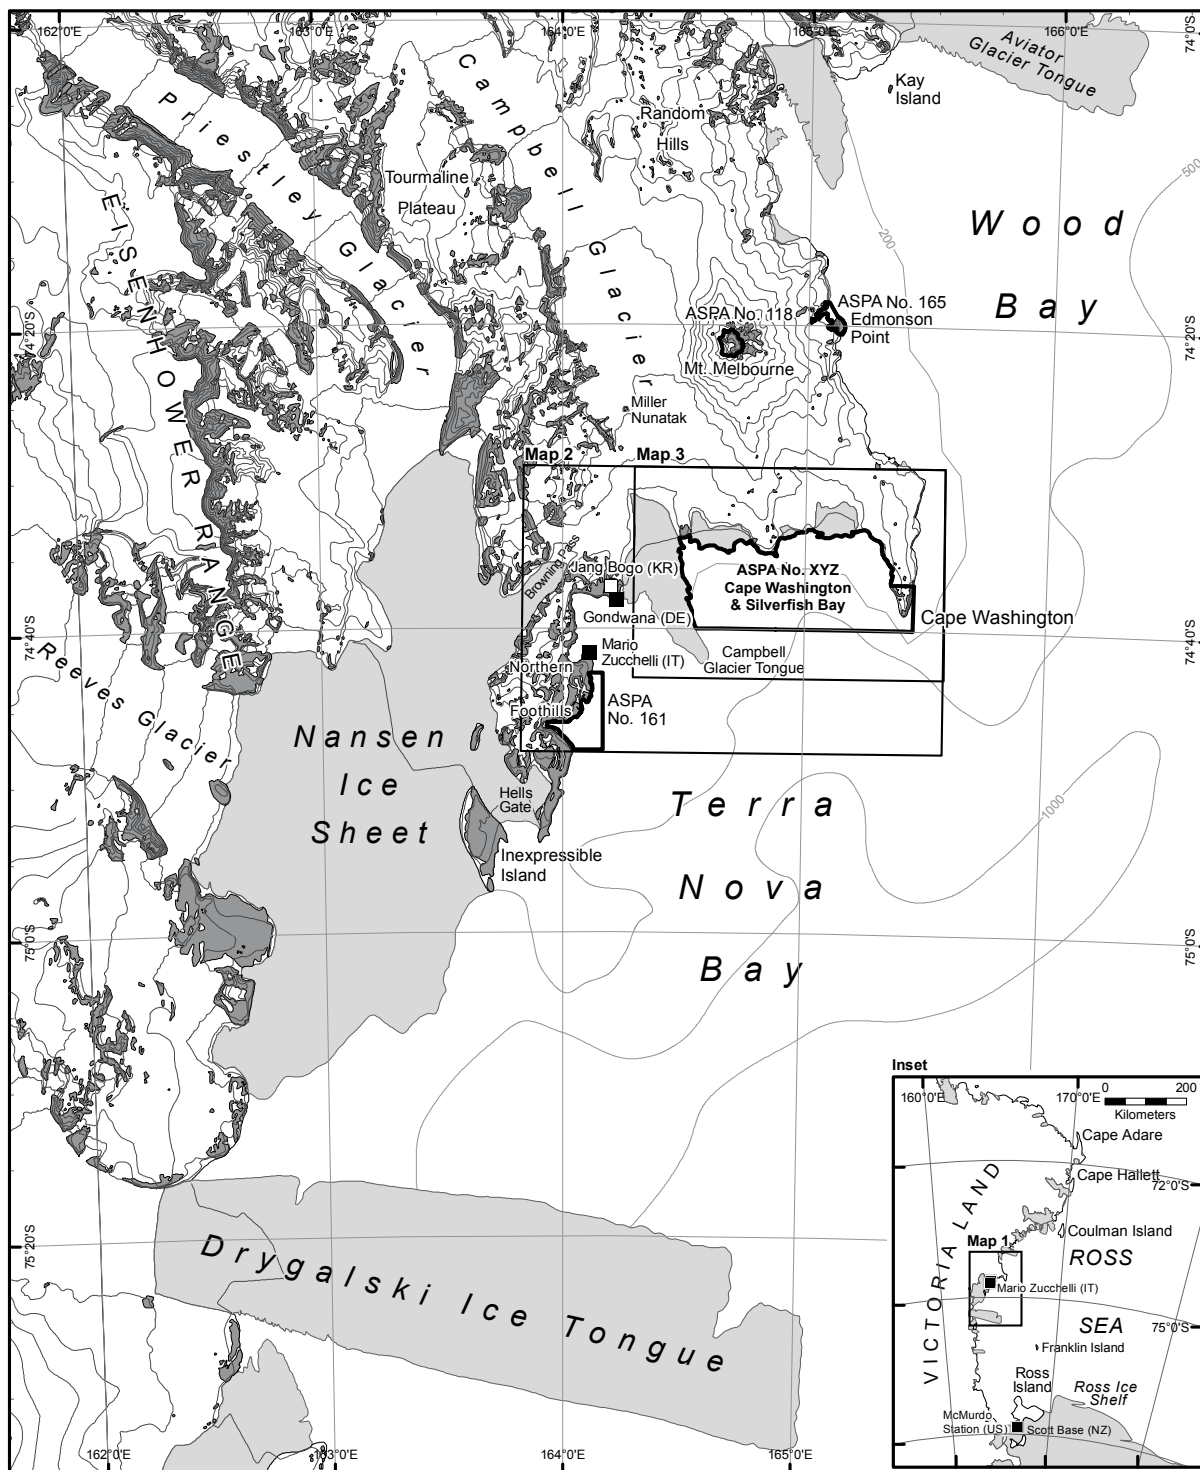 162°0'E
163°0'E
164°0'E
165°0'E
166°0'E
74°0'S
Aviator
Glacier Tongue
Kay
Island
Campbell Glacier
Priestley Glacier
Random
Hills
Tourmaline
Plateau
EISENHOWER RANGE
500
200
Wood
Bay
ASPA No. 165
Edmonson
Point
ASPA No. 118
Mt. Melbourne
74°20'S
74°20'S
Miller
Nunatak
Map 2
Map 3
Browning Pass
Jang Bogo (KR)
Gondwana (DE)
ASPA No. XYZ
Cape Washington
& Silverfish Bay
Cape Washington
74°40'S
74°40'S
Mario
Zucchelli (IT)
Campbell
Glacier Tongue
Northern
Foothills
ASPA
No. 161
Reeves Glacier
Nansen
Ice
Sheet
Hells
Gate
Inexpressible
Island
Terra
Nova
Bay
1000
75°0'S
75°0'S
75°20'S
Drygalski Ice Tongue
162°0'E
163°0'E
164°0'E
165°0'E
Inset
160°0'E
170°0'E
0 200
Kilometers
Cape Adare
Cape Hallett
72°0'S
VICTORIA LAND
Coulman Island
Map 1
ROSS
Mario Zucchelli (IT)
SEA
75°0'S
Franklin Island
Ross
Island
Ross Ice
Shelf
McMurdo
Station (US)
Scott Base (NZ)